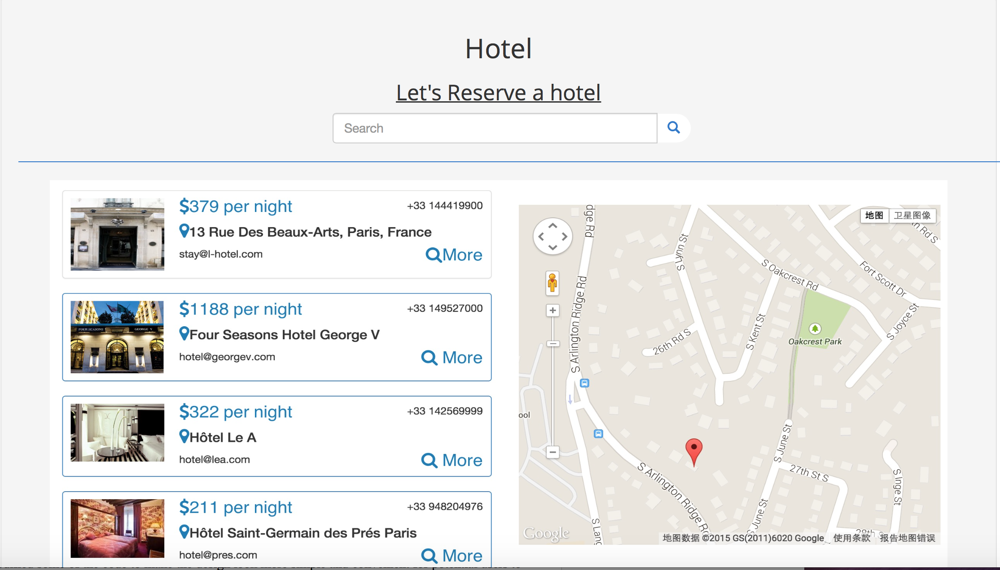 Hotel
Let's Reserve a hotel
Search
$379 per night
+33 144419900
13 Rue Des Beaux-Arts, Paris, France
stay@l-hotel.com
More
FOUR SEASONS
GEORGE V
$1188 per night
+33 149527000
Four Seasons Hotel George V
hotel@georgev.com
More
$322 per night
+33 142569999
Hôtel Le A
hotel@lea.com
More
$211 per night
+33 948204976
Hôtel Saint-Germain des Prés Paris
hotel@pres.com
More
地图
卫星图像
dge Rd
S Lynn St
th Rd S
S Oakcrest Rd
Fort Scott Dr
S Arlington Ridge Rd
S Kent St
S Joyce St
26th Rd S
Oakcrest Park
ool
S June St
S Arlington Ridge Rd
27th St S
S Inge St
S June St
S Lang
28th S
Google
地图数据 ©2015 GS(2011)6020 Google
使用条款
报告地图错误